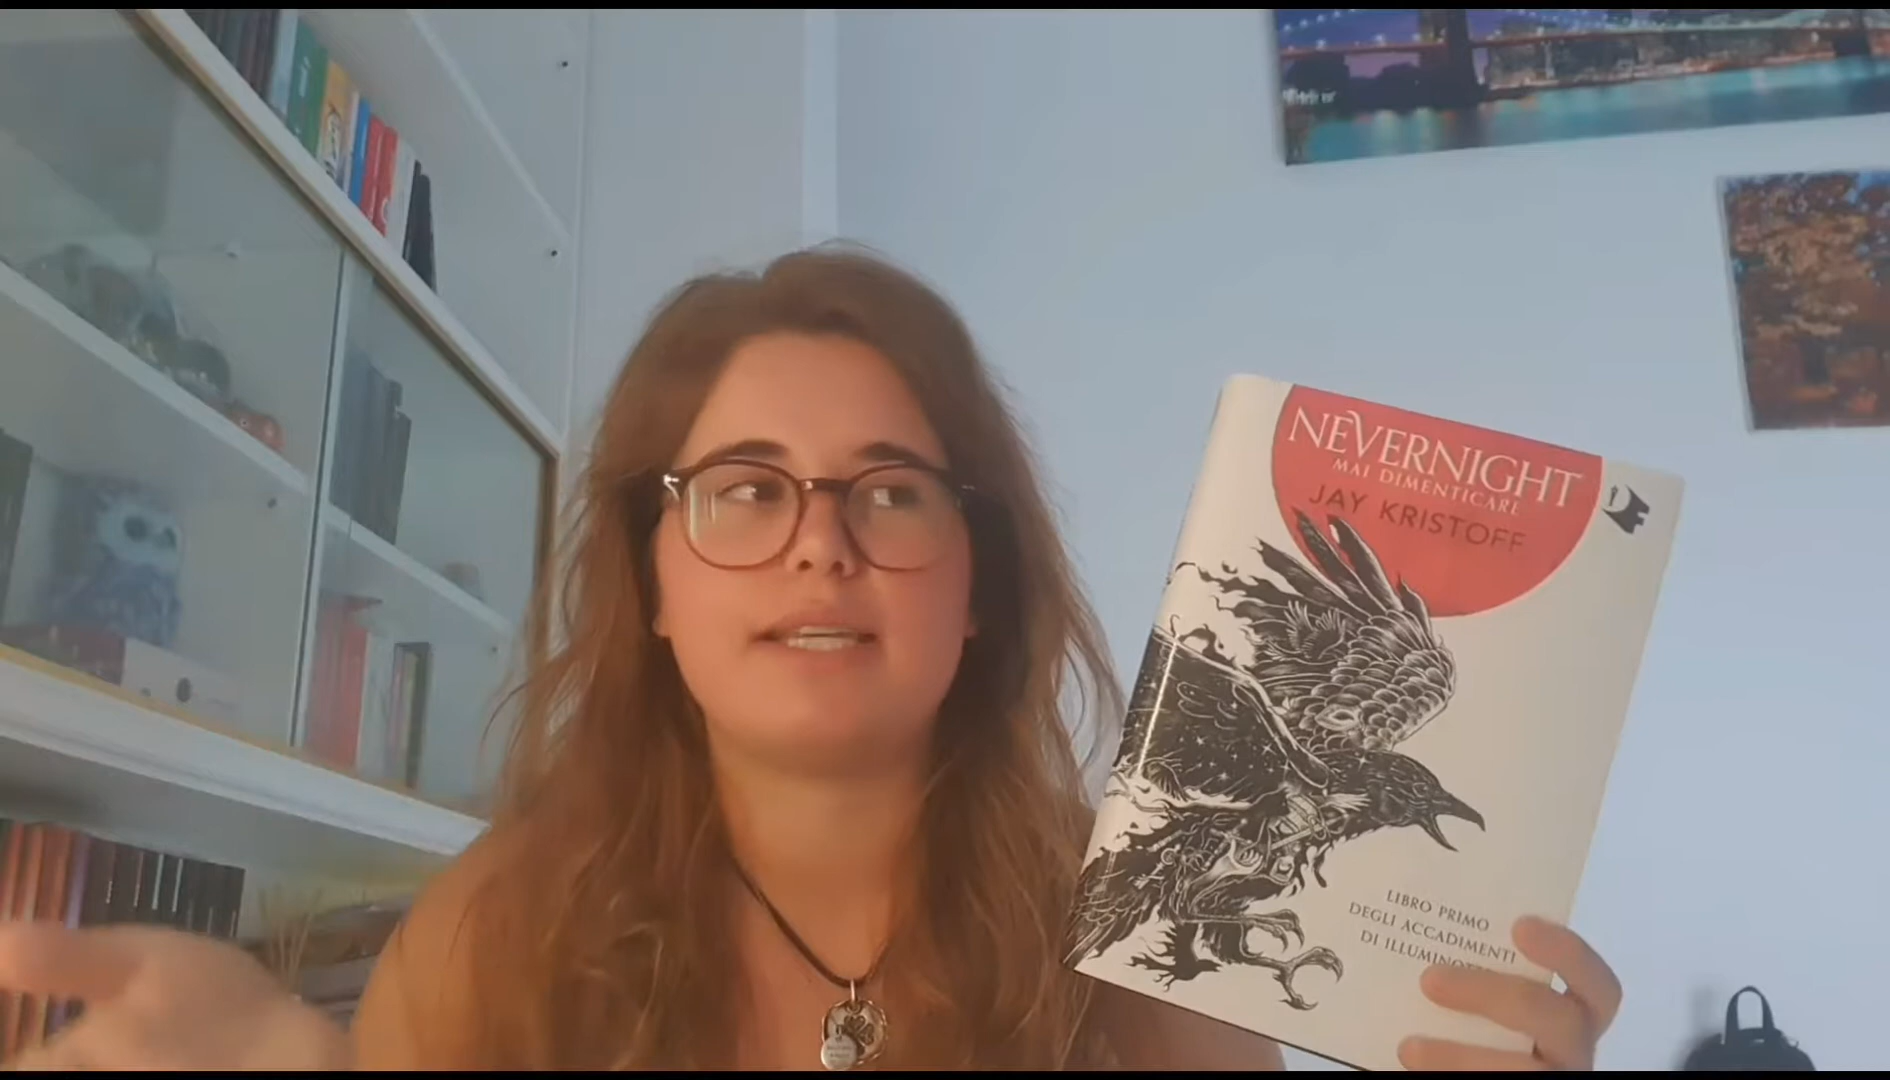 NEVERNIGHT
MAI DIMENTICARE
JAY KRISTOFF
LIBRO PRIMO
DEGLI ACCADIMENTI
DI ILLUMINOTTE